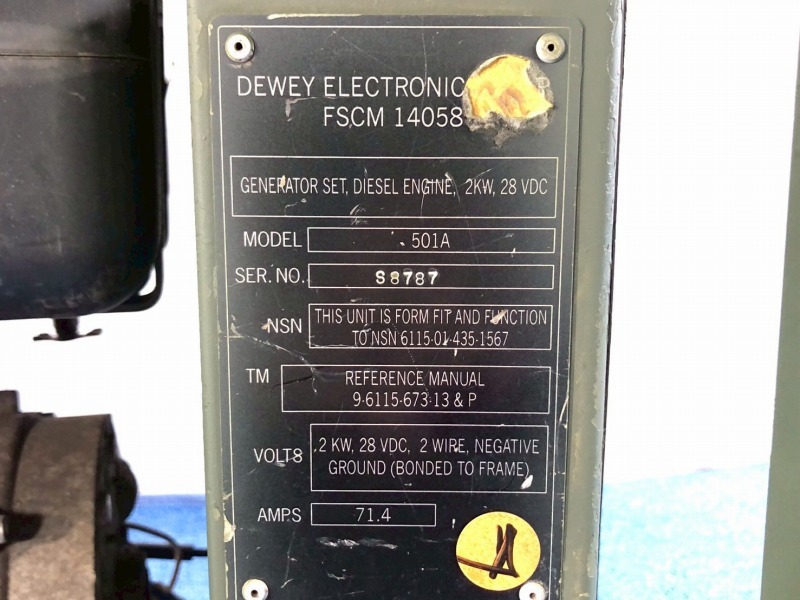 DEWEY ELECTRONIC
FSCM 14058
GENERATOR SET, DIESEL ENGINE, 2KW, 28 VDC
MODEL 501A
SER. NO. S8787
NSN THIS UNIT IS FORM FIT AND FUNCTION
TO NSN 6115-01-435-1567
TM REFERENCE MANUAL
9-6115-673-13 & P
VOLTS 2 KW, 28 VDC, 2 WIRE, NEGATIVE
GROUND (BONDED TO FRAME)
AMPS 71.4